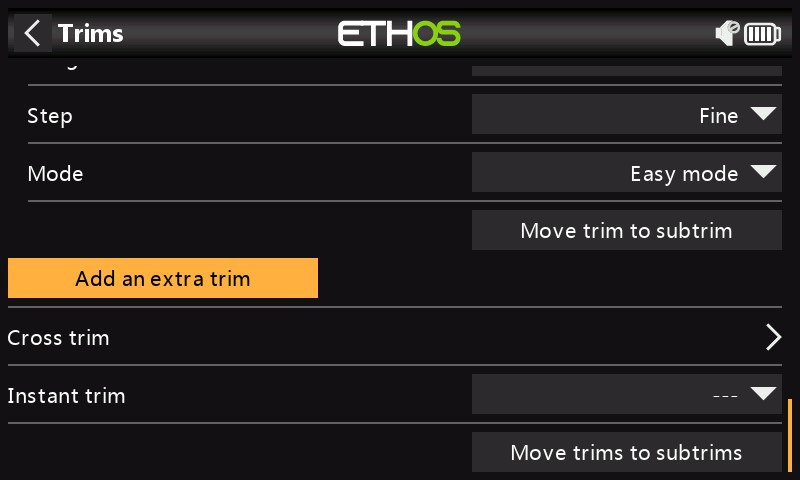 Trims
ETHOS
Step
Fine
Mode
Easy mode
Move trim to subtrim
Add an extra trim
Cross trim
Instant trim
---
Move trims to subtrims